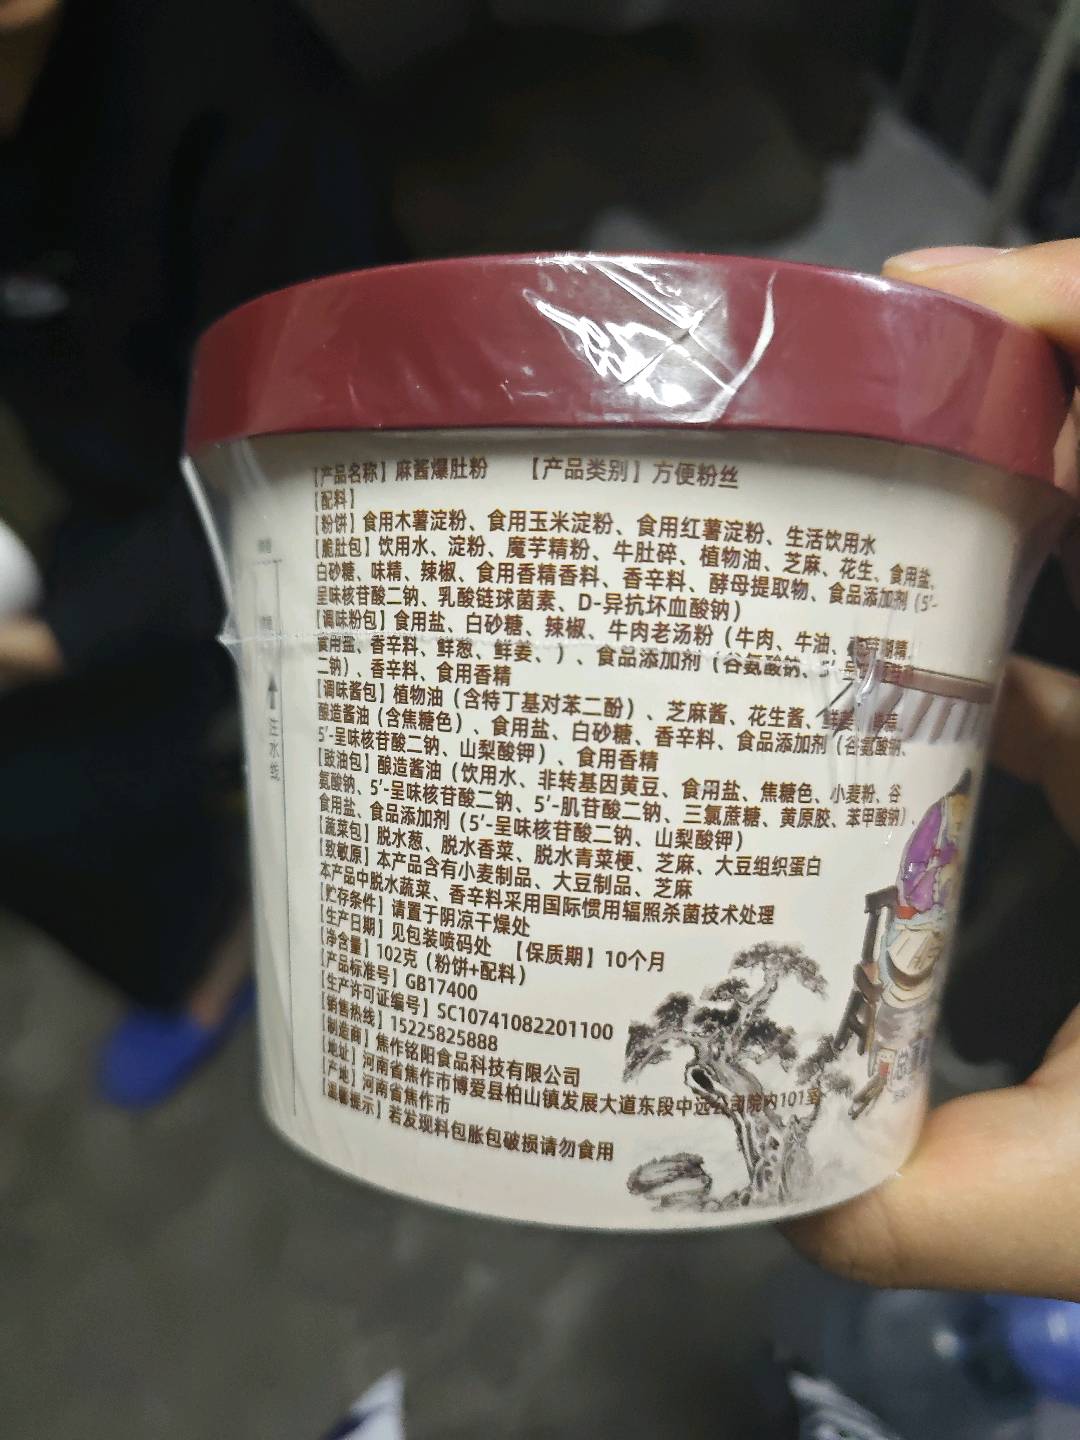 【产品名称】麻酱爆肚粉 【产品类别】方便粉丝
【配料】
【粉饼】食用木薯淀粉、食用玉米淀粉、食用红薯淀粉、生活饮用水
【脆肚包】饮用水、淀粉、魔芋精粉、牛肚碎、植物油、芝麻、花生、食用盐、
白砂糖、味精、辣椒、食用香精香料、香辛料、酵母提取物、食品添加剂（5'-
呈味核苷酸二钠、乳酸链球菌素、D-异抗坏血酸钠）
【调味粉包】食用盐、白砂糖、辣椒、牛肉老汤粉（牛肉、牛油、
食用盐、香辛料、鲜葱、鲜姜、）、食品添加剂（谷氨酸钠、5'-呈味核苷酸
二钠）、香辛料、食用香精
【调味酱包】植物油（含特丁基对苯二酚）、芝麻酱、花生酱、鲜
酿造酱油（含焦糖色）、食用盐、白砂糖、香辛料、食品添加剂（谷氨酸钠、
5'-呈味核苷酸二钠、山梨酸钾）、食用香精
【豉油包】酿造酱油（饮用水、非转基因黄豆、食用盐、焦糖色、小麦粉、谷
氨酸钠、5'-呈味核苷酸二钠、5'-肌苷酸二钠、三氯蔗糖、黄原胶、苯甲酸钠）、
食用盐、食品添加剂（5'-呈味核苷酸二钠、山梨酸钾）
【蔬菜包】脱水葱、脱水香菜、脱水青菜梗、芝麻、大豆组织蛋白
【致敏原】本产品含有小麦制品、大豆制品、芝麻
本产品中脱水蔬菜、香辛料采用国际惯用辐照杀菌技术处理
【贮存条件】请置于阴凉干燥处
【生产日期】见包装喷码处 【保质期】10个月
【净含量】102克（粉饼+配料）
【产品标准号】GB17400
【生产许可证编号】SC10741082201100
【销售热线】15225825888
【制造商】焦作铭阳食品科技有限公司
【地址】河南省焦作市博爱县柏山镇发展大道东段中远公司院内101室
【产地】河南省焦作市
【温馨提示】若发现料包胀包破损请勿食用
注水线